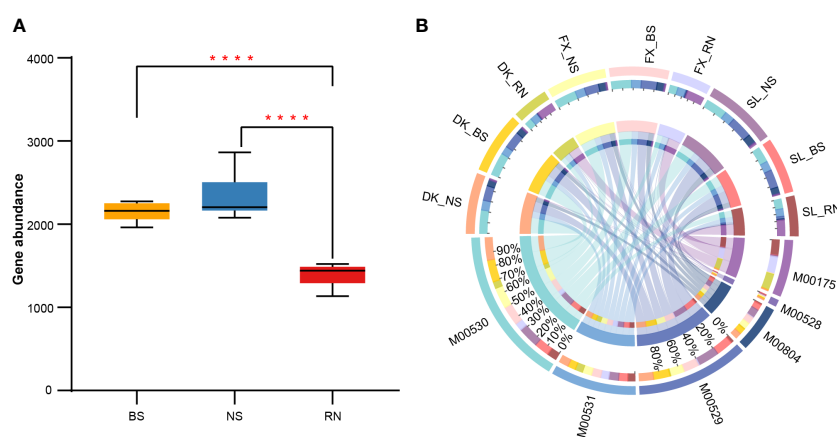 A
B
Gene abundance
4000
3000
2000
1000
0
BS
NS
RN
* * * *
* * * *
DK_NS
DK_BS
DK_RN
FX_NS
FX_BS
FX_RN
SL_NS
SL_BS
SL_RN
M00175
M00528
M00804
M00529
M00531
M00530
90%
80%
70%
60%
50%
40%
30%
20%
10%
0%
0%
20%
40%
60%
80%